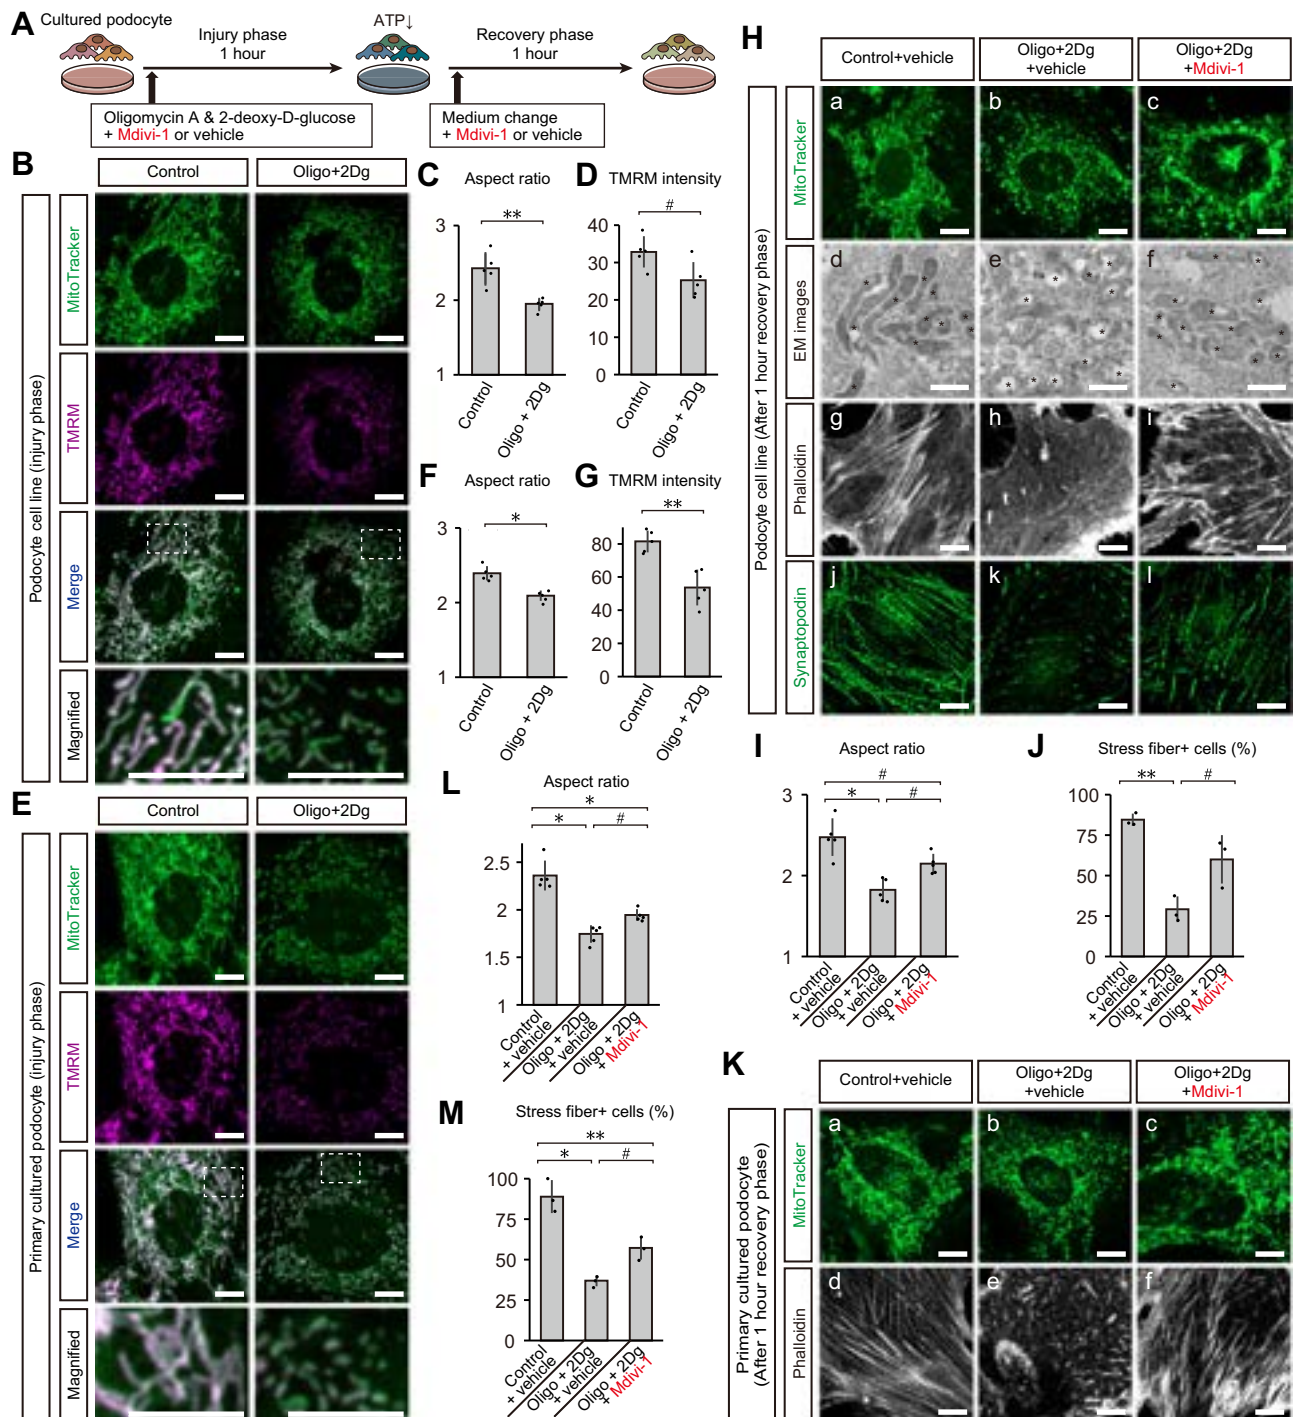 A
Cultured podocyte
Injury phase
1 hour
ATP↓
Recovery phase
1 hour
Oligomycin A & 2-deoxy-D-glucose
+ Mdivi-1 or vehicle
Medium change
+ Mdivi-1 or vehicle
B
Control
Oligo+2Dg
Podocyte cell line (injury phase)
MitoTracker
TMRM
Merge
Magnified
C
Aspect ratio
**
3
2
1
Control
Oligo + 2Dg
D
TMRM intensity
#
40
30
20
10
0
Control
Oligo + 2Dg
E
Control
Oligo+2Dg
Primary cultured podocyte (injury phase)
MitoTracker
TMRM
Merge
Magnified
F
Aspect ratio
*
3
2
1
Control
Oligo + 2Dg
G
TMRM intensity
**
80
60
40
20
0
Control
Oligo + 2Dg
H
Control+vehicle
Oligo+2Dg
+vehicle
Oligo+2Dg
+Mdivi-1
Podocyte cell line (After 1 hour recovery phase)
MitoTracker
a
b
c
EM images
d
e
f
Phalloidin
g
h
i
Synaptopodin
j
k
l
I
Aspect ratio
#
*
#
3
2
1
Control
+ vehicle
Oligo + 2Dg
+ vehicle
Oligo + 2Dg
+ Mdivi-1
J
Stress fiber+ cells (%)
**
#
100
75
50
25
0
Control
+ vehicle
Oligo + 2Dg
+ vehicle
Oligo + 2Dg
+ Mdivi-1
K
Control+vehicle
Oligo+2Dg
+vehicle
Oligo+2Dg
+Mdivi-1
Primary cultured podocyte
(After 1 hour recovery phase)
MitoTracker
a
b
c
Phalloidin
d
e
f
L
Aspect ratio
*
*
#
2.5
2
1.5
1
Control
+ vehicle
Oligo + 2Dg
+ vehicle
Oligo + 2Dg
+ Mdivi-1
M
Stress fiber+ cells (%)
**
*
#
100
75
50
25
0
Control
+ vehicle
Oligo + 2Dg
+ vehicle
Oligo + 2Dg
+ Mdivi-1